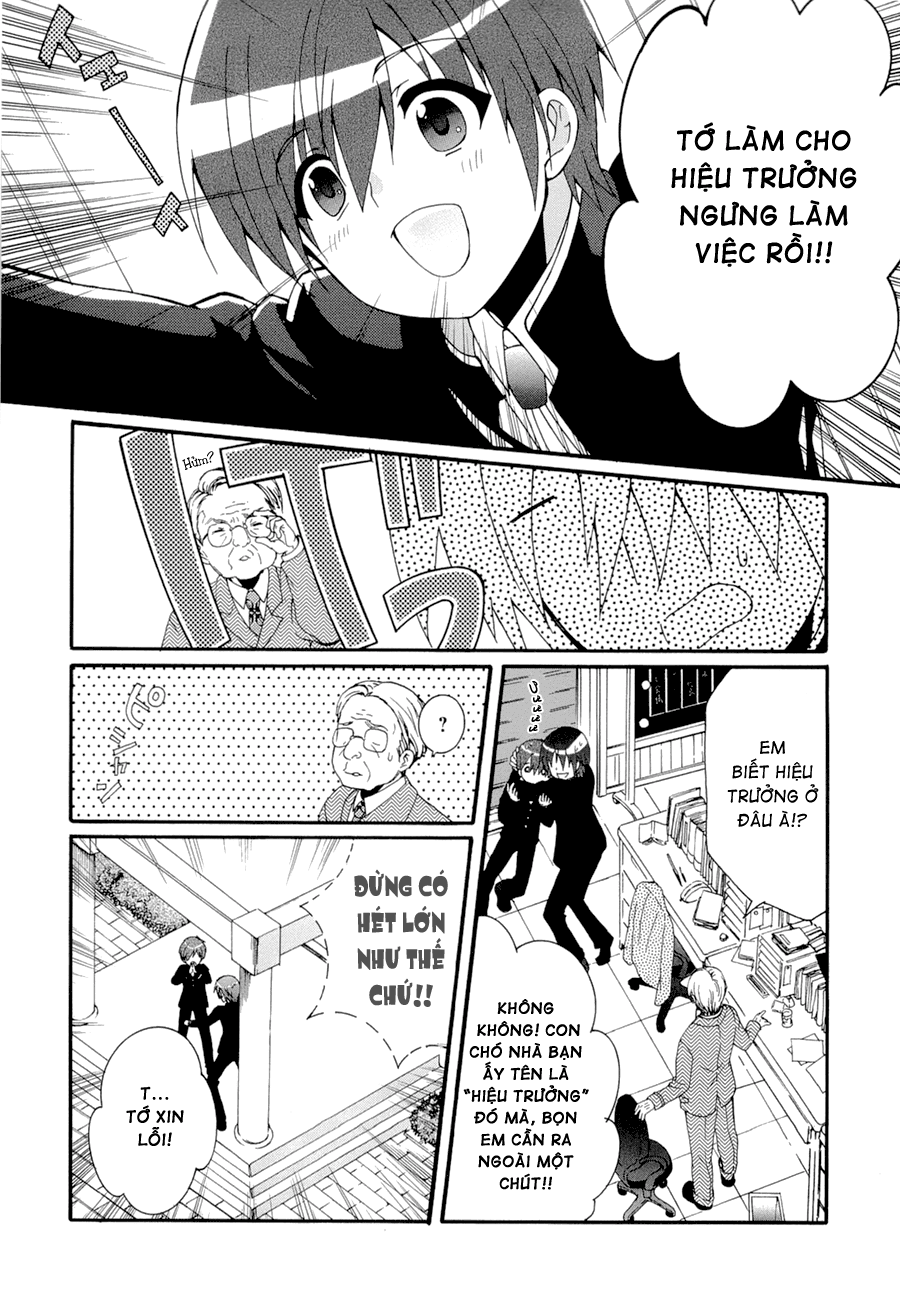 TỚ LÀM CHO
HIỆU TRƯỞNG
NGƯNG LÀM
VIỆC RỒI!!
Hửm?
EM
BIẾT HIỆU
TRƯỞNG Ở
ĐÂU À!?
KHÔNG
KHÔNG! CON
CHÓ NHÀ BẠN
ẤY TÊN LÀ
“HIỆU TRƯỞNG”
ĐÓ MÀ, BỌN
EM CẦN RA
NGOÀI MỘT
CHÚT!!
?
ĐỪNG CÓ
HÉT LỚN
NHƯ THẾ
CHỨ!!
T...
TỚ XIN
LỖI!